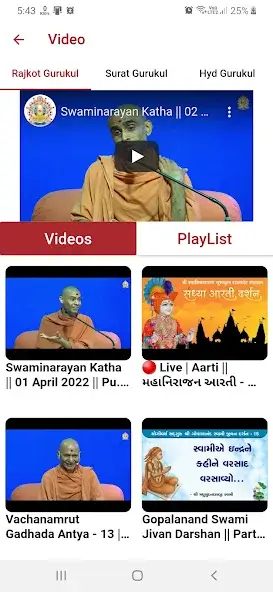 5:43
25%
Video
Rajkot Gurukul
Surat Gurukul
Hyd Gurukul
Swaminarayan Katha || 02 ...
Videos
PlayList
સંધ્યા આરતી દર્શન
Swaminarayan Katha
|| 01 April 2022 || Pu....
🔴 Live | Aarti ||
મહાનિરાજન આરતી - ...
સ્વામીએ ઇન્દ્રને
કહીને વરસાદ
વરસાવ્યો...
Vachanamrut
Gadhada Antya - 13 |...
Gopalanand Swami
Jivan Darshan || Part...